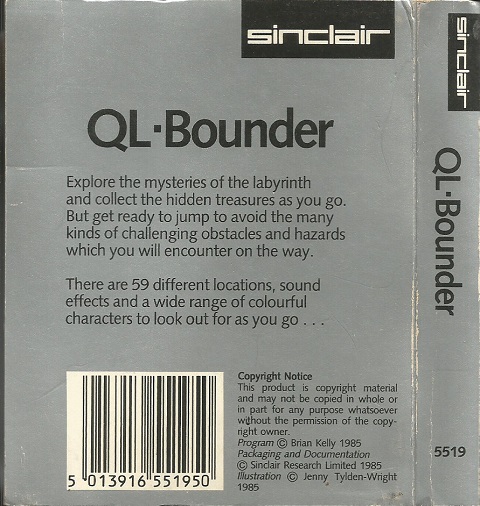 sinclair
QL·Bounder
Explore the mysteries of the labyrinth
and collect the hidden treasures as you go.
But get ready to jump to avoid the many
kinds of challenging obstacles and hazards
which you will encounter on the way.
There are 59 different locations, sound
effects and a wide range of colourful
characters to look out for as you go . . .
Copyright Notice
This product is copyright material
and may not be copied in whole or
in part for any purpose whatsoever
without the permission of the copy-
right owner.
Program © Brian Kelly 1985
Packaging and Documentation
© Sinclair Research Limited 1985
Illustration © Jenny Tylden-Wright
1985
5 013916 551950
sinclair
QL·Bounder
5519